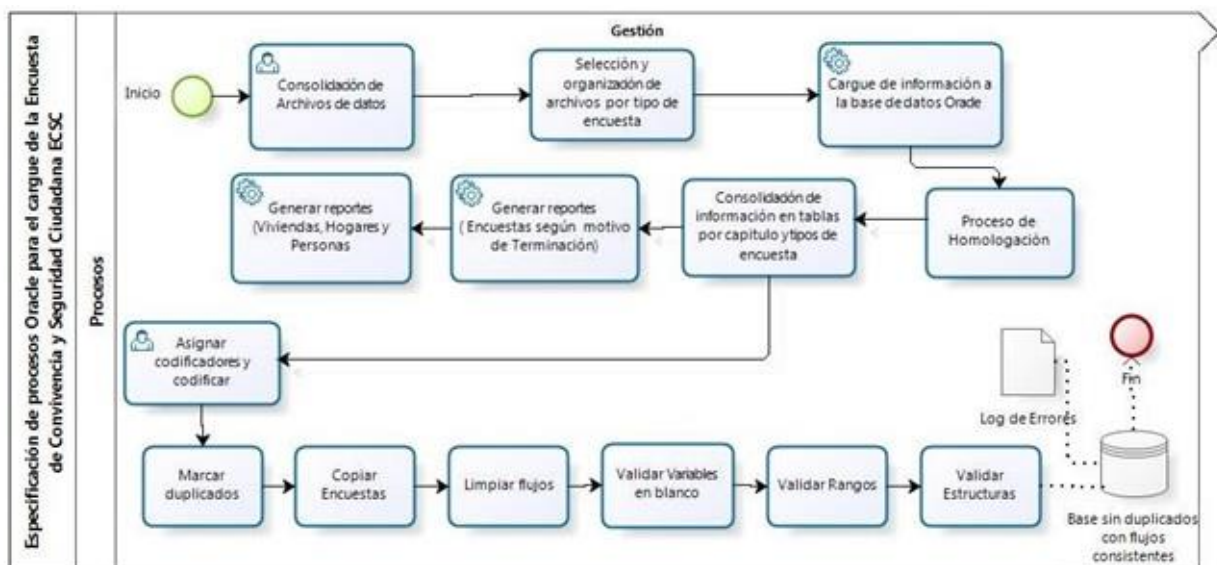 Especificación de procesos Oracle para el cargue de la Encuesta
de Convivencia y Seguridad Ciudadana ECSC
Procesos
Gestión
Inicio
Consolidación de
Archivos de datos
Selección y
organización de
archivos por tipo de
encuesta
Cargue de información a
la base de datos Oracle
Proceso de
Homologación
Consolidación de
información en tablas
por capítulo y tipos de
encuesta
Generar reportes
( Encuestas según motivo
de Terminación)
Generar reportes
(Viviendas, Hogares y
Personas
Asignar
codificadores y
codificar
Marcar
duplicados
Copiar
Encuestas
Limpiar flujos
Validar Variables
en blanco
Validar Rangos
Validar
Estructuras
Log de Errores
Fin
Base sin duplicados
con flujos
consistentes